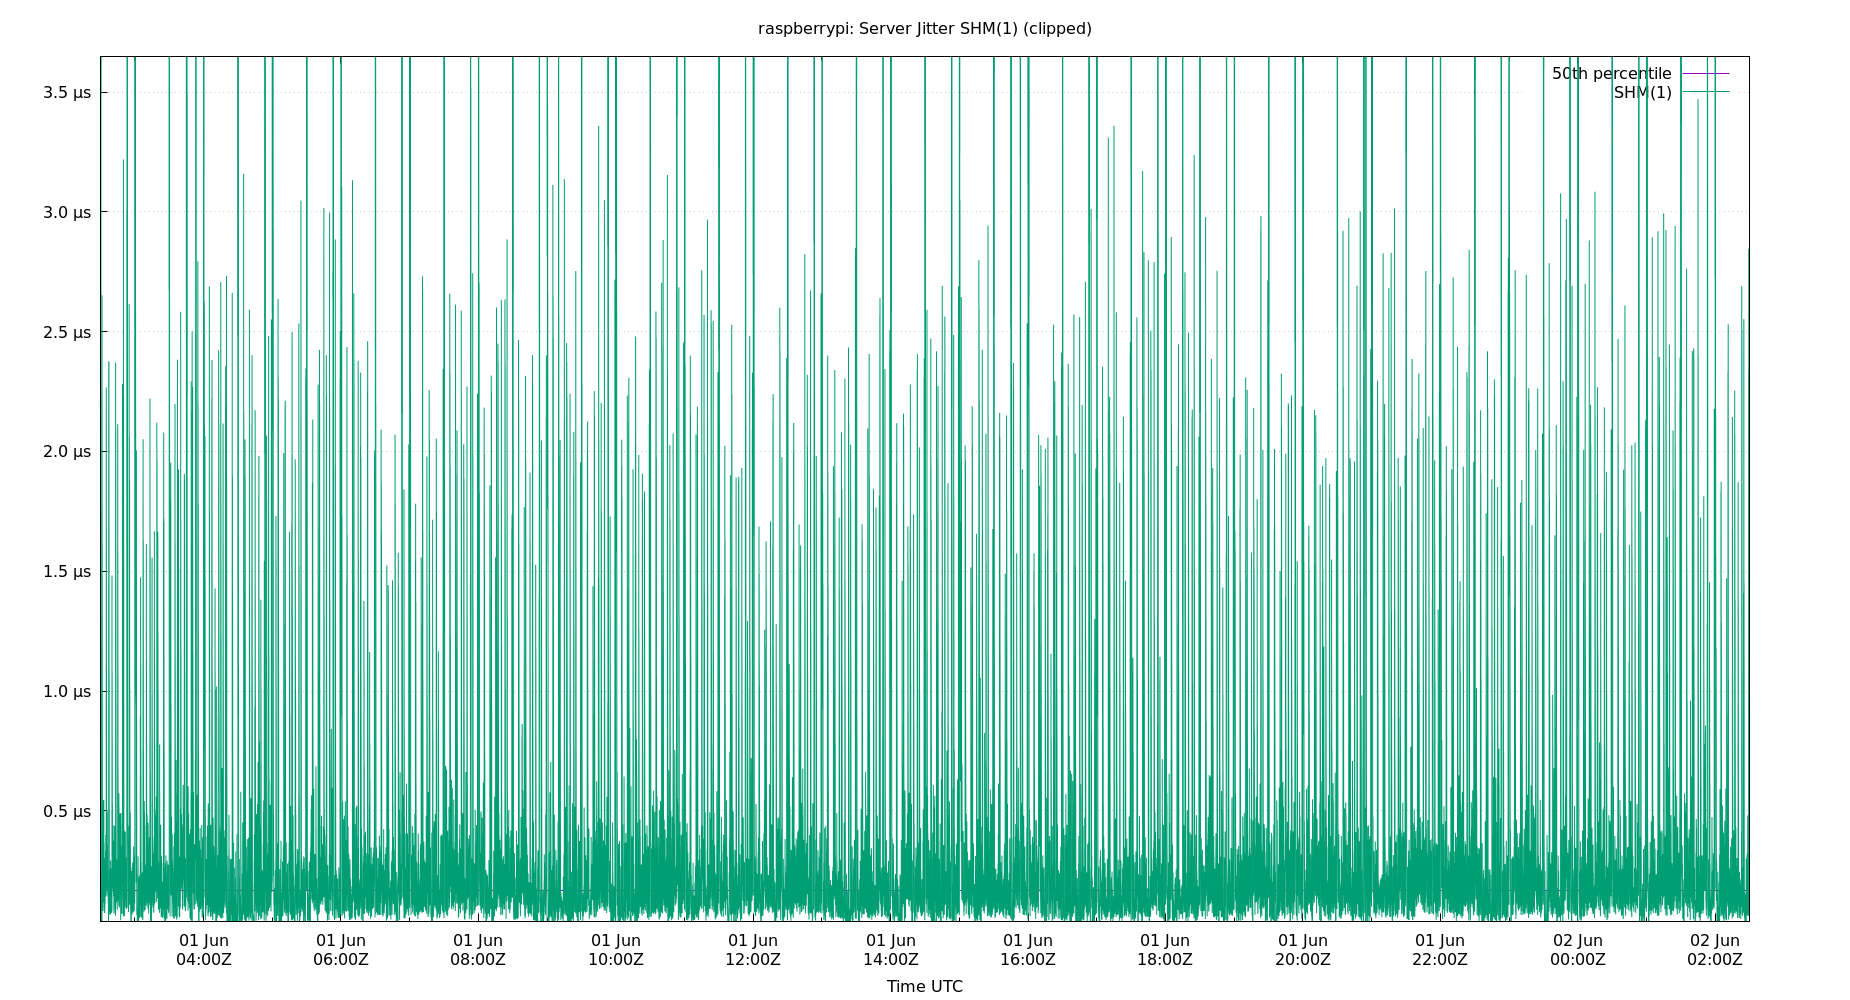 raspberrypi: Server Jitter SHM(1) (clipped)
50th percentile
SHM(1)
3.5 µs
3.0 µs
2.5 µs
2.0 µs
1.5 µs
1.0 µs
0.5 µs
01 Jun 01 Jun 01 Jun 01 Jun 01 Jun 01 Jun 01 Jun 01 Jun 01 Jun 01 Jun 02 Jun 02 Jun
04:00Z 06:00Z 08:00Z 10:00Z 12:00Z 14:00Z 16:00Z 18:00Z 20:00Z 22:00Z 00:00Z 02:00Z
Time UTC